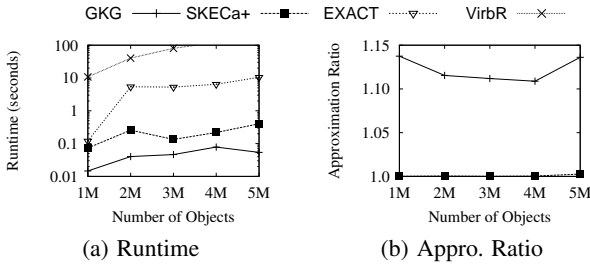 GKG SKECa+ EXACT VirbR
Runtime (seconds)
100
10
1
0.1
0.01
1M 2M 3M 4M 5M
Number of Objects
(a) Runtime
Approximation Ratio
1.15
1.10
1.05
1.0
1M 2M 3M 4M 5M
Number of Objects
(b) Appro. Ratio